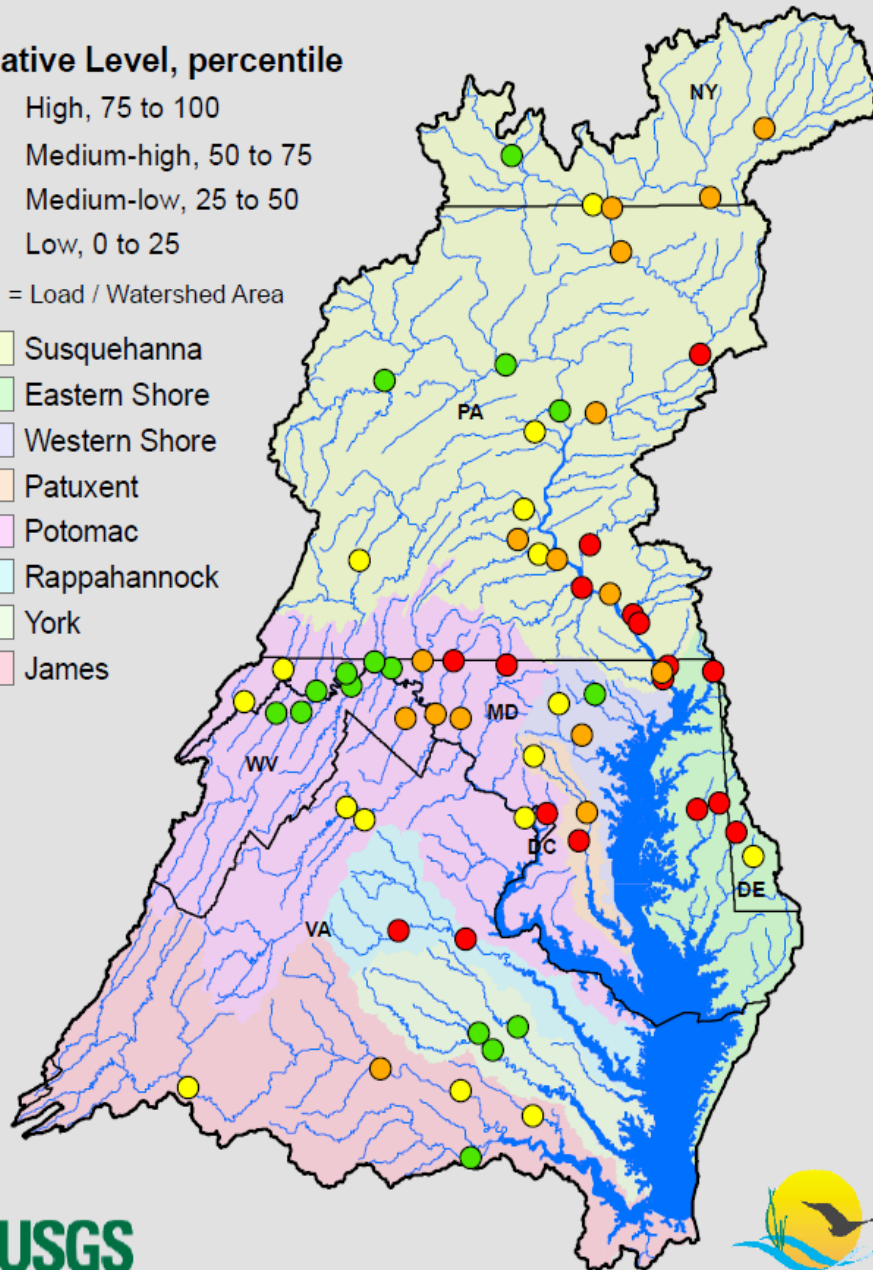 ative Level, percentile
High, 75 to 100
Medium-high, 50 to 75
Medium-low, 25 to 50
Low, 0 to 25
= Load / Watershed Area
Susquehanna
Eastern Shore
Western Shore
Patuxent
Potomac
Rappahannock
York
James
NY
PA
MD
WV
DC
DE
VA
USGS